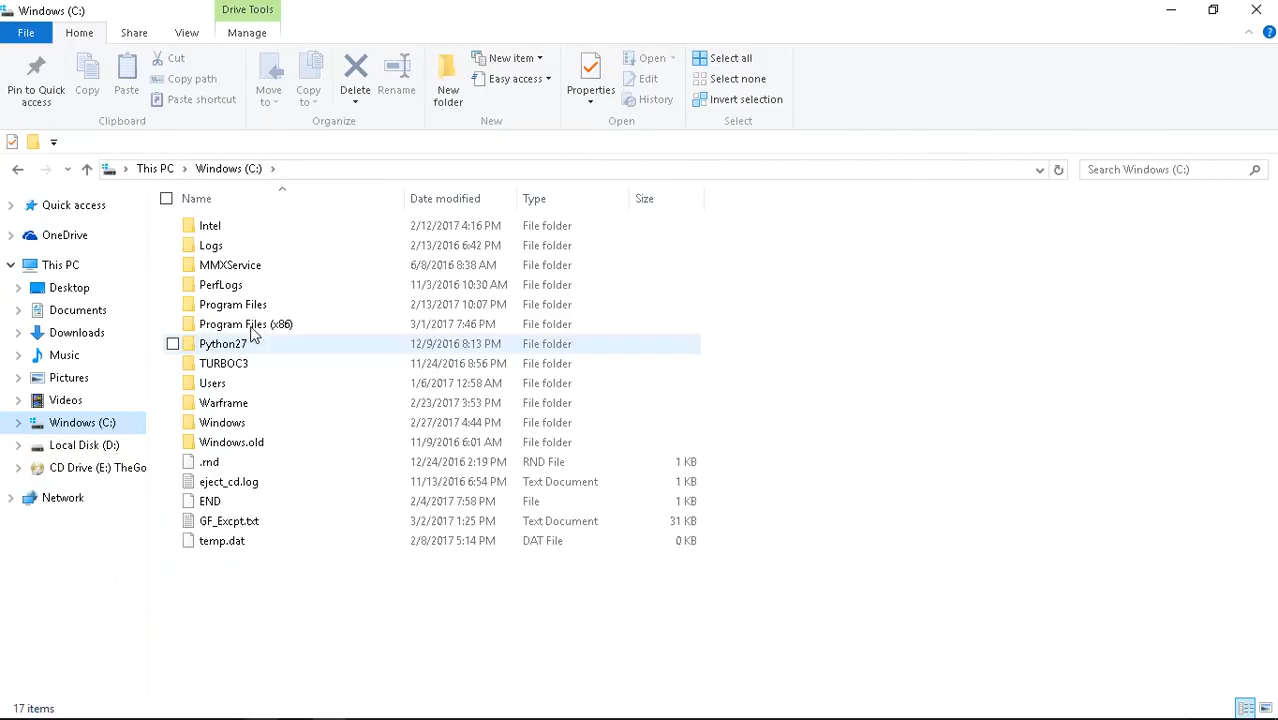 Windows (C:)
Drive Tools
File
Home
Share
View
Manage
Pin to Quick access
Copy
Paste
Cut
Copy path
Paste shortcut
Clipboard
Move to
Copy to
Delete
Rename
Organize
New folder
New item
Easy access
New
Properties
Open
Edit
History
Open
Select all
Select none
Invert selection
Select
This PC
Windows (C:)
Search Windows (C:)
Quick access
OneDrive
This PC
Desktop
Documents
Downloads
Music
Pictures
Videos
Windows (C:)
Local Disk (D:)
CD Drive (E:) TheGo
Network
Name Date modified Type Size
Intel 2/12/2017 4:16 PM File folder
Logs 2/13/2016 6:42 PM File folder
MMXService 6/8/2016 8:38 AM File folder
PerfLogs 11/3/2016 10:30 AM File folder
Program Files 2/13/2017 10:07 PM File folder
Program Files (x86) 3/1/2017 7:46 PM File folder
Python27 12/9/2016 8:13 PM File folder
TURBOC3 11/24/2016 8:56 PM File folder
Users 1/6/2017 12:58 AM File folder
Warframe 2/23/2017 3:53 PM File folder
Windows 2/27/2017 4:44 PM File folder
Windows.old 11/9/2016 6:01 AM File folder
.rnd 12/24/2016 2:19 PM RND File 1 KB
eject_cd.log 11/13/2016 6:54 PM Text Document 1 KB
END 2/4/2017 7:58 PM File 1 KB
GF_Excpt.txt 3/2/2017 1:25 PM Text Document 31 KB
temp.dat 2/8/2017 5:14 PM DAT File 0 KB
17 items